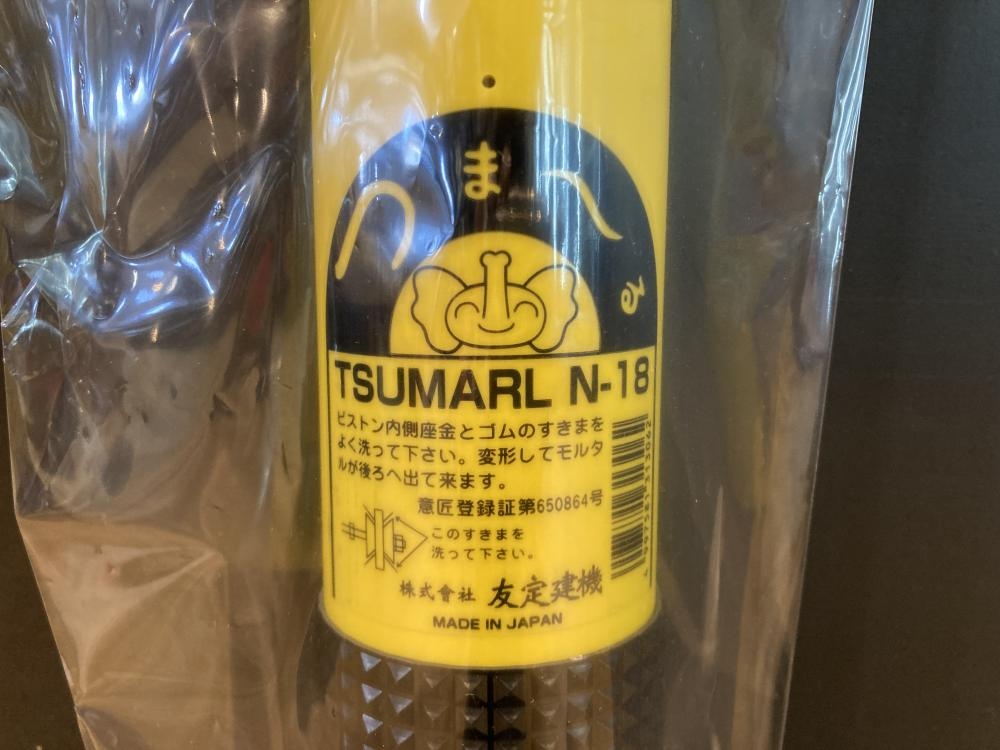 つまーる
TSUMARL N-18
ピストン内側座金とゴムのすきまを
よく洗って下さい。変形してモルタ
ルが後ろへ出て来ます。
意匠登録証第650864号
このすきまを
洗って下さい。
株式會社 友定建機
MADE IN JAPAN
4 997581 313062